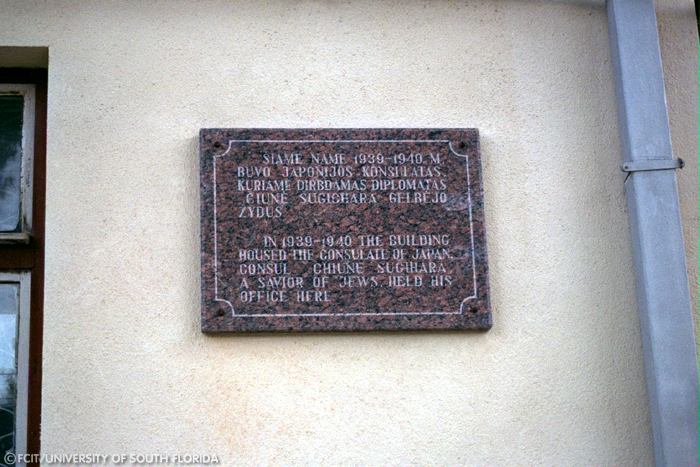 ŠIAME NAME 1939-1940 M.
BUVO JAPONIJOS KONSULATAS,
KURIAME DIRBDAMAS DIPLOMATAS
CIUNE SUGIHARA GELBĖJO
ŽYDUS
IN 1939-1940 THE BUILDING
HOUSED THE CONSULATE OF JAPAN.
CONSUL CHIUNE SUGIHARA,
A SAVIOR OF JEWS, HELD HIS
OFFICE HERE
©FCIT/UNIVERSITY OF SOUTH FLORIDA